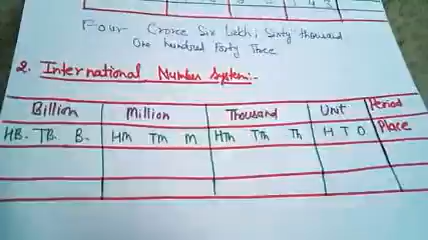 Four Crore Six Lakh, Sixty thousand
One hundred Forty Three
2. International Number System:-
Billion Million Thousand Unit Period
HB. TB. B. Hm Tm m HTh TTh Th H T O. Place